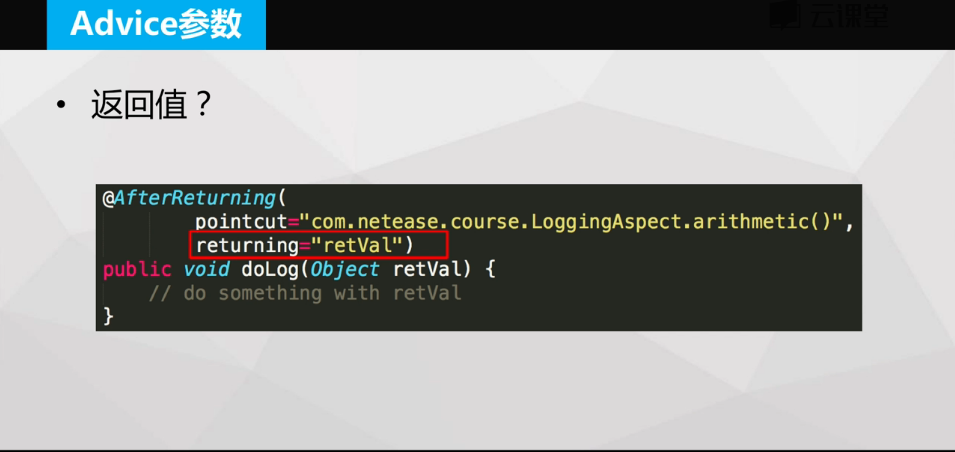 Advice参数
云课堂
• 返回值？
@AfterReturning(
pointcut="com.netease.course.LoggingAspect.arithmetic()",
returning="retVal")
public void doLog(Object retVal) {
// do something with retVal
}